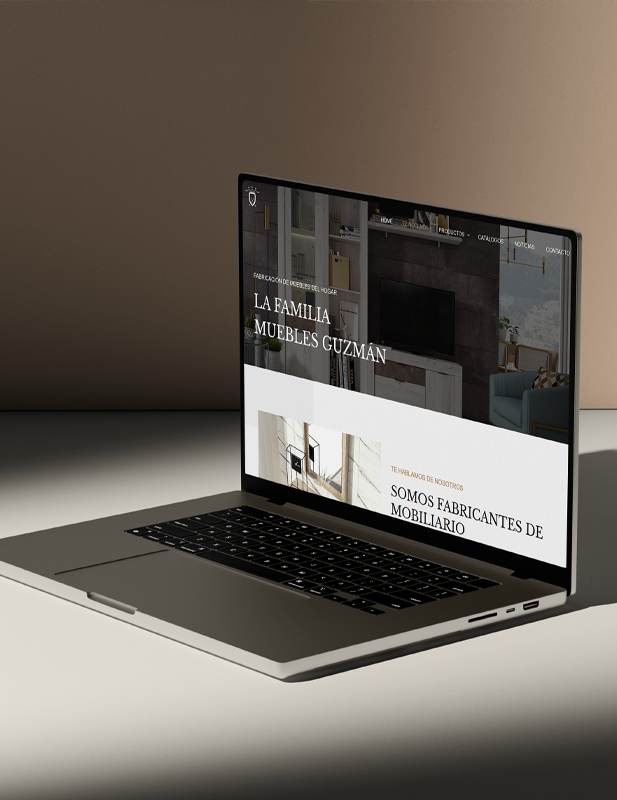 HOME
PRODUCTOS
CATÁLOGOS
NOTICIAS
CONTACTO
FABRICACIÓN DE MUEBLES DEL HOGAR
LA FAMILIA
MUEBLES GUZMÁN
TE HABLAMOS DE NOSOTROS
SOMOS FABRICANTES DE
MOBILIARIO